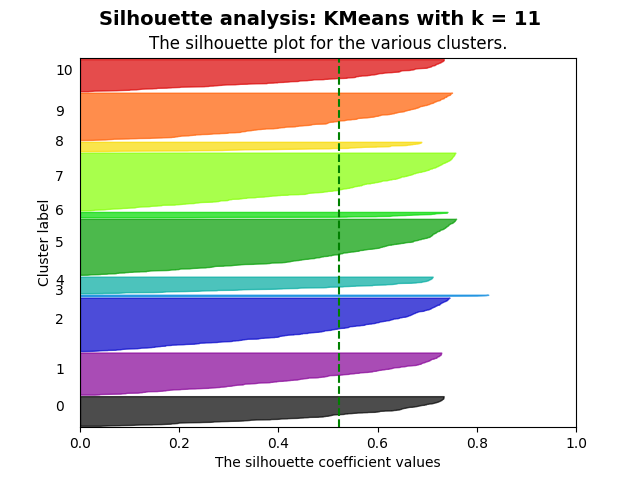 Silhouette analysis: KMeans with k = 11
The silhouette plot for the various clusters.
10
9
8
7
6
5
4
3
2
1
0
Cluster label
0.0 0.2 0.4 0.6 0.8 1.0
The silhouette coefficient values